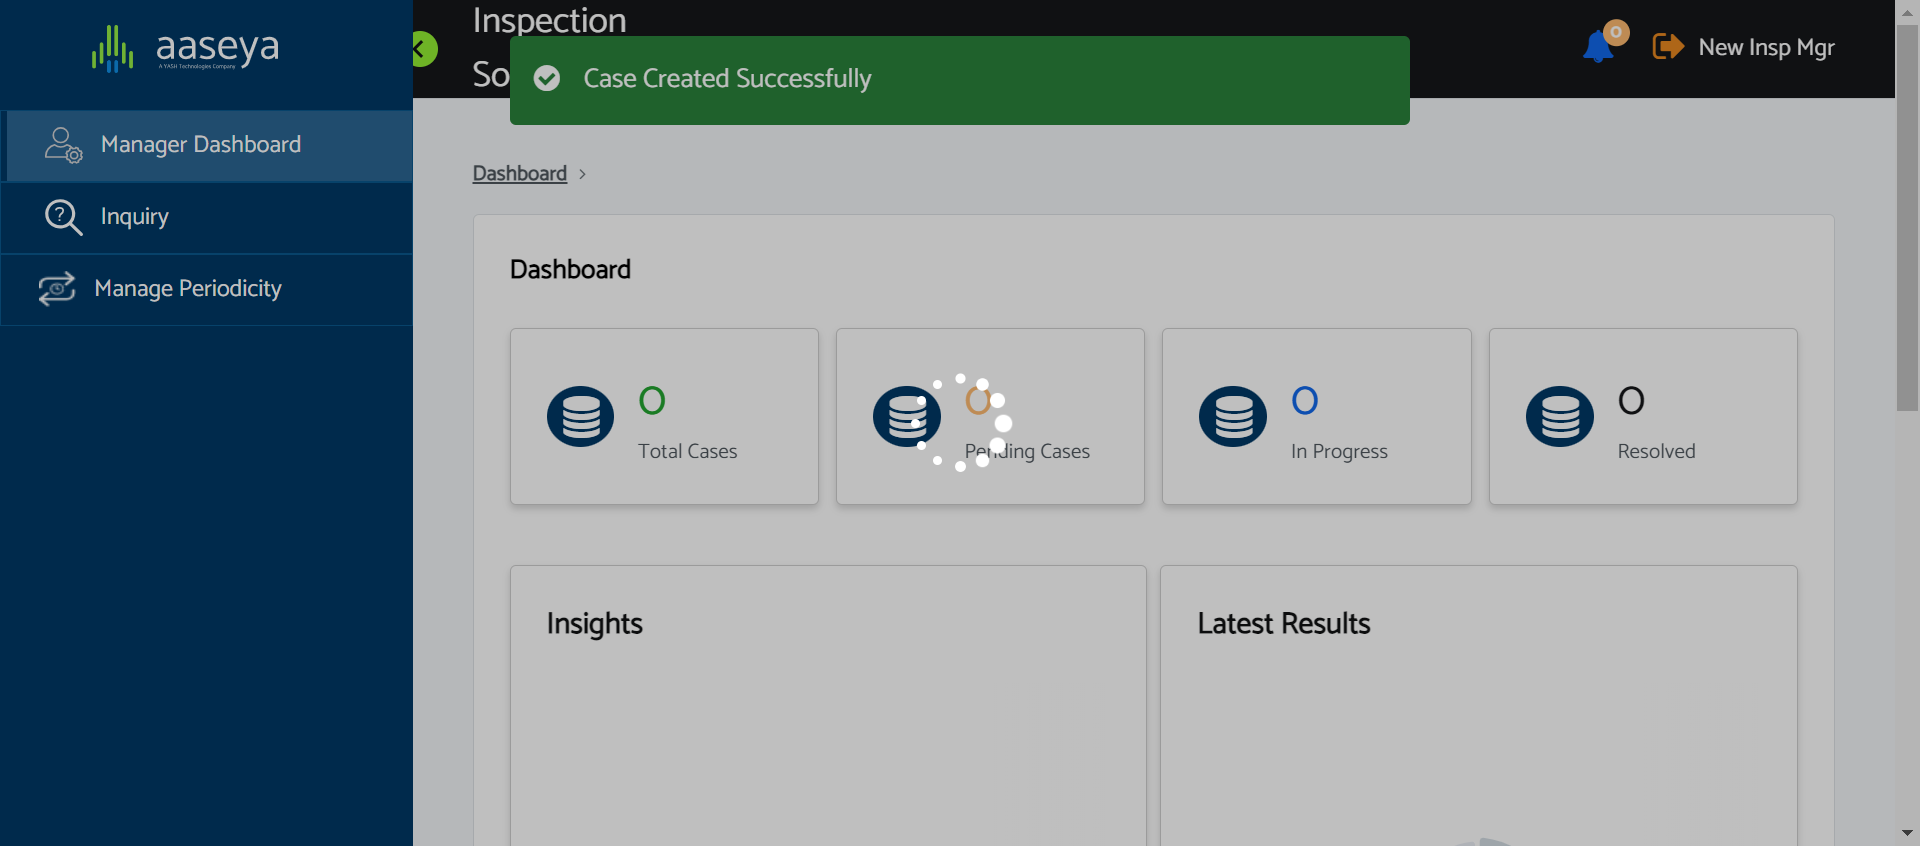 aaseya
A YASH Technologies Company
Manager Dashboard
Inquiry
Manage Periodicity
Inspection
So
Case Created Successfully
0
New Insp Mgr
Dashboard
Dashboard
0
Total Cases
0
Pending Cases
0
In Progress
0
Resolved
Insights
Latest Results